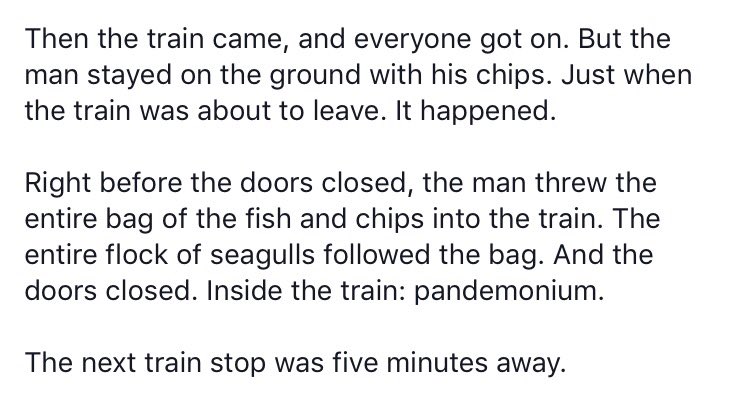 Then the train came, and everyone got on. But the
man stayed on the ground with his chips. Just when
the train was about to leave. It happened.
Right before the doors closed, the man threw the
entire bag of the fish and chips into the train. The
entire flock of seagulls followed the bag. And the
doors closed. Inside the train: pandemonium.
The next train stop was five minutes away.